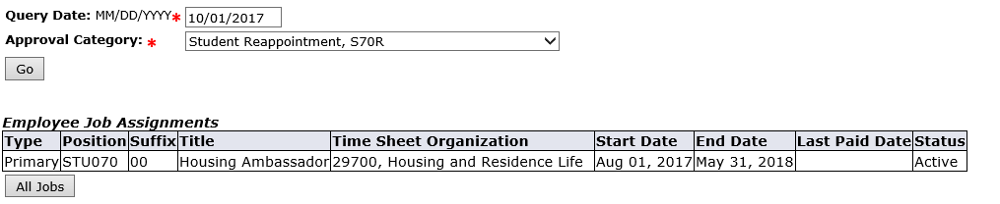 Query Date: MM/DD/YYYY* 10/01/2017
Approval Category: * Student Reappointment, S70R
Go
Employee Job Assignments
Type Position Suffix Title Time Sheet Organization Start Date End Date Last Paid Date Status
Primary STU070 00 Housing Ambassador 29700, Housing and Residence Life Aug 01, 2017 May 31, 2018 Active
All Jobs